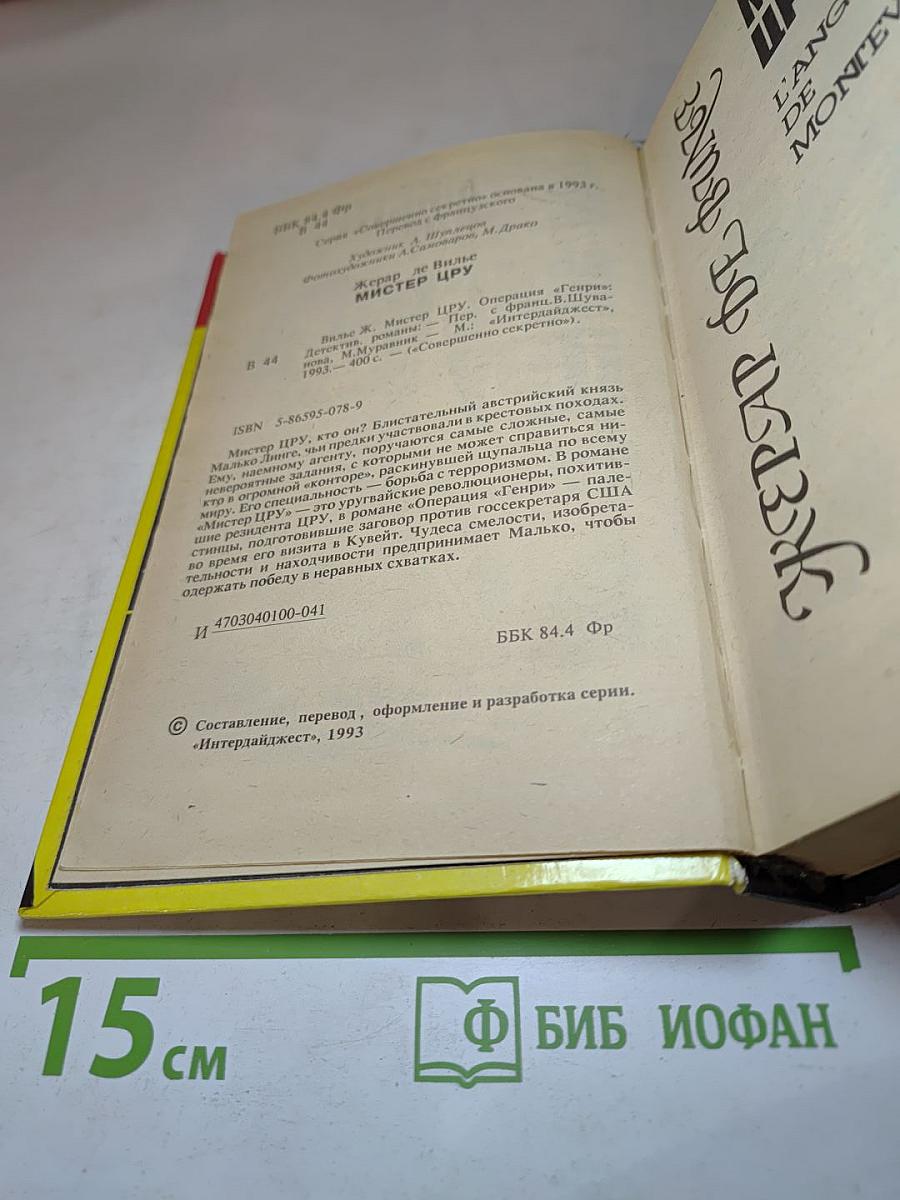 ББК 84.4 Фр
В 44
Серия «Совершенно секретно» основана в 1993 г.
Перевод с французского
Художник А. Шуплецов
Фотохудожники А.Самоваров, М.Драко
Жерар де Вилье
МИСТЕР ЦРУ
Вилье Ж. Мистер ЦРУ. Операция «Генри»:
В 44 Детектив. романы: — Пер. с франц.В.Шува-
нова, М.Муравник — М.: «Интердайджест»,
1993.— 400 с. — («Совершенно секретно»).
ISBN 5-86595-078-9
Мистер ЦРУ, кто он? Блистательный австрийский князь
Малько Линге, чьи предки участвовали в крестовых походах.
Ему, наемному агенту, поручаются самые сложные, самые
невероятные задания, с которыми не может справиться ни-
кто в огромной «конторе», раскинувшей щупальца по всему
миру. Его специальность — борьба с терроризмом. В романе
«Мистер ЦРУ» — это уругвайские революционеры, похитив-
шие резидента ЦРУ, в романе «Операция «Генри» — пале-
стинцы, подготовившие заговор против госсекретаря США
во время его визита в Кувейт. Чудеса смелости, изобрета-
тельности и находчивости предпринимает Малько, чтобы
одержать победу в неравных схватках.
И 4703040100-041
ББК 84.4 Фр
© Составление, перевод , оформление и разработка серии.
«Интердайджест», 1993
L'ANG
DE
MONTEV
ЖЕРАР ДЕ ВИЛЬЕ
15 см
Ф БИБ ИОФАН